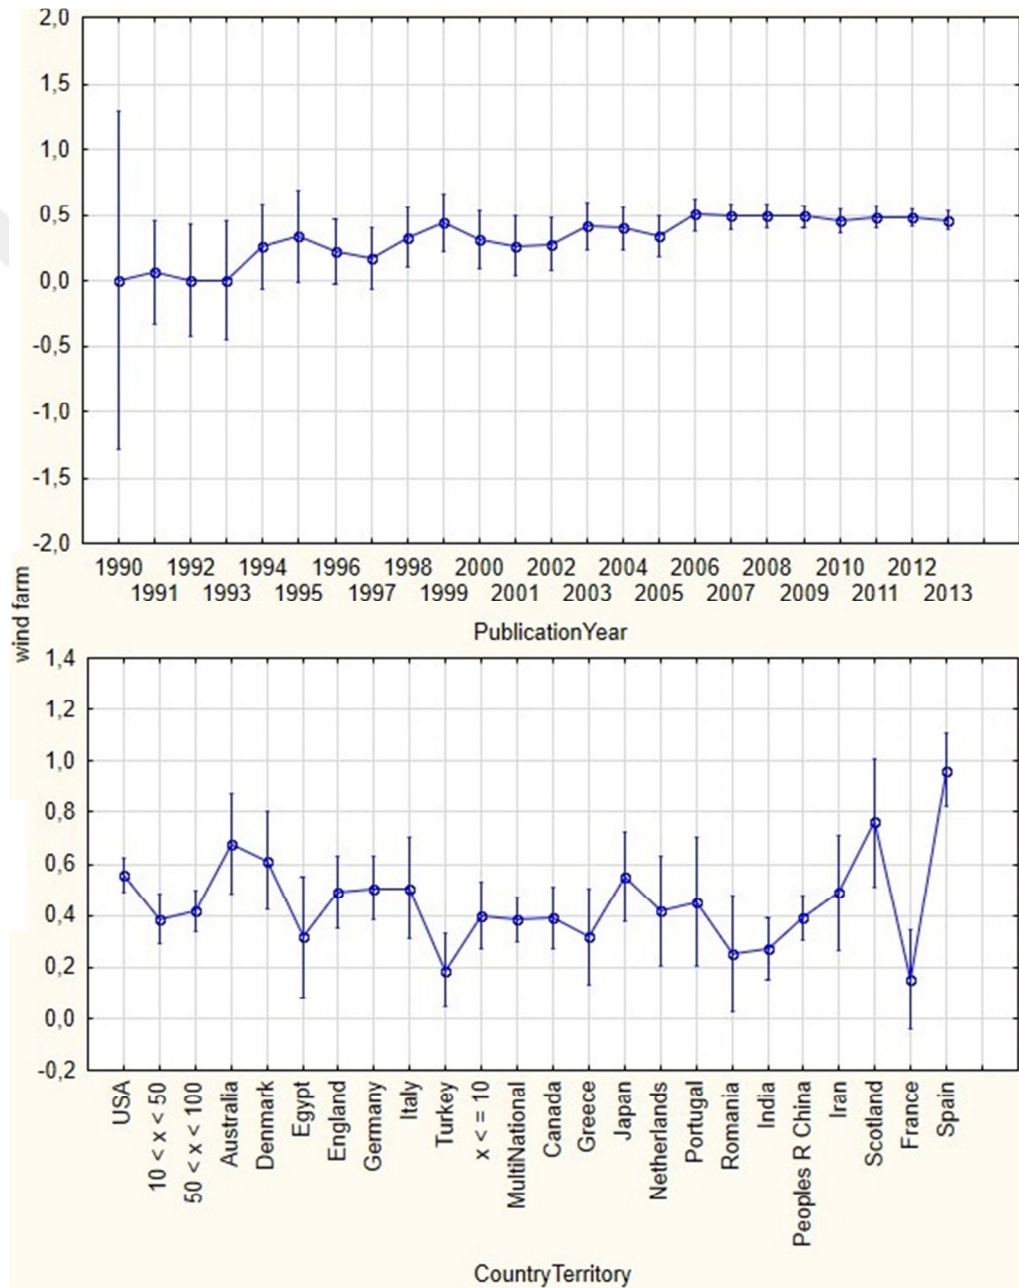 2,0
1,5
1,0
0,5
0,0
-0,5
-1,0
-1,5
-2,0
1990 1992 1994 1996 1998 2000 2002 2004 2006 2008 2010 2012
1991 1993 1995 1997 1999 2001 2003 2005 2007 2009 2011 2013
PublicationYear
wind farm
1,4
1,2
1,0
0,8
0,6
0,4
0,2
0,0
-0,2
USA
10 < x < 50
50 < x < 100
Australia
Denmark
Egypt
England
Germany
Italy
Turkey
x < = 10
MultiNational
Canada
Greece
Japan
Netherlands
Portugal
Romania
India
Peoples R China
Iran
Scotland
France
Spain
CountryTerritory